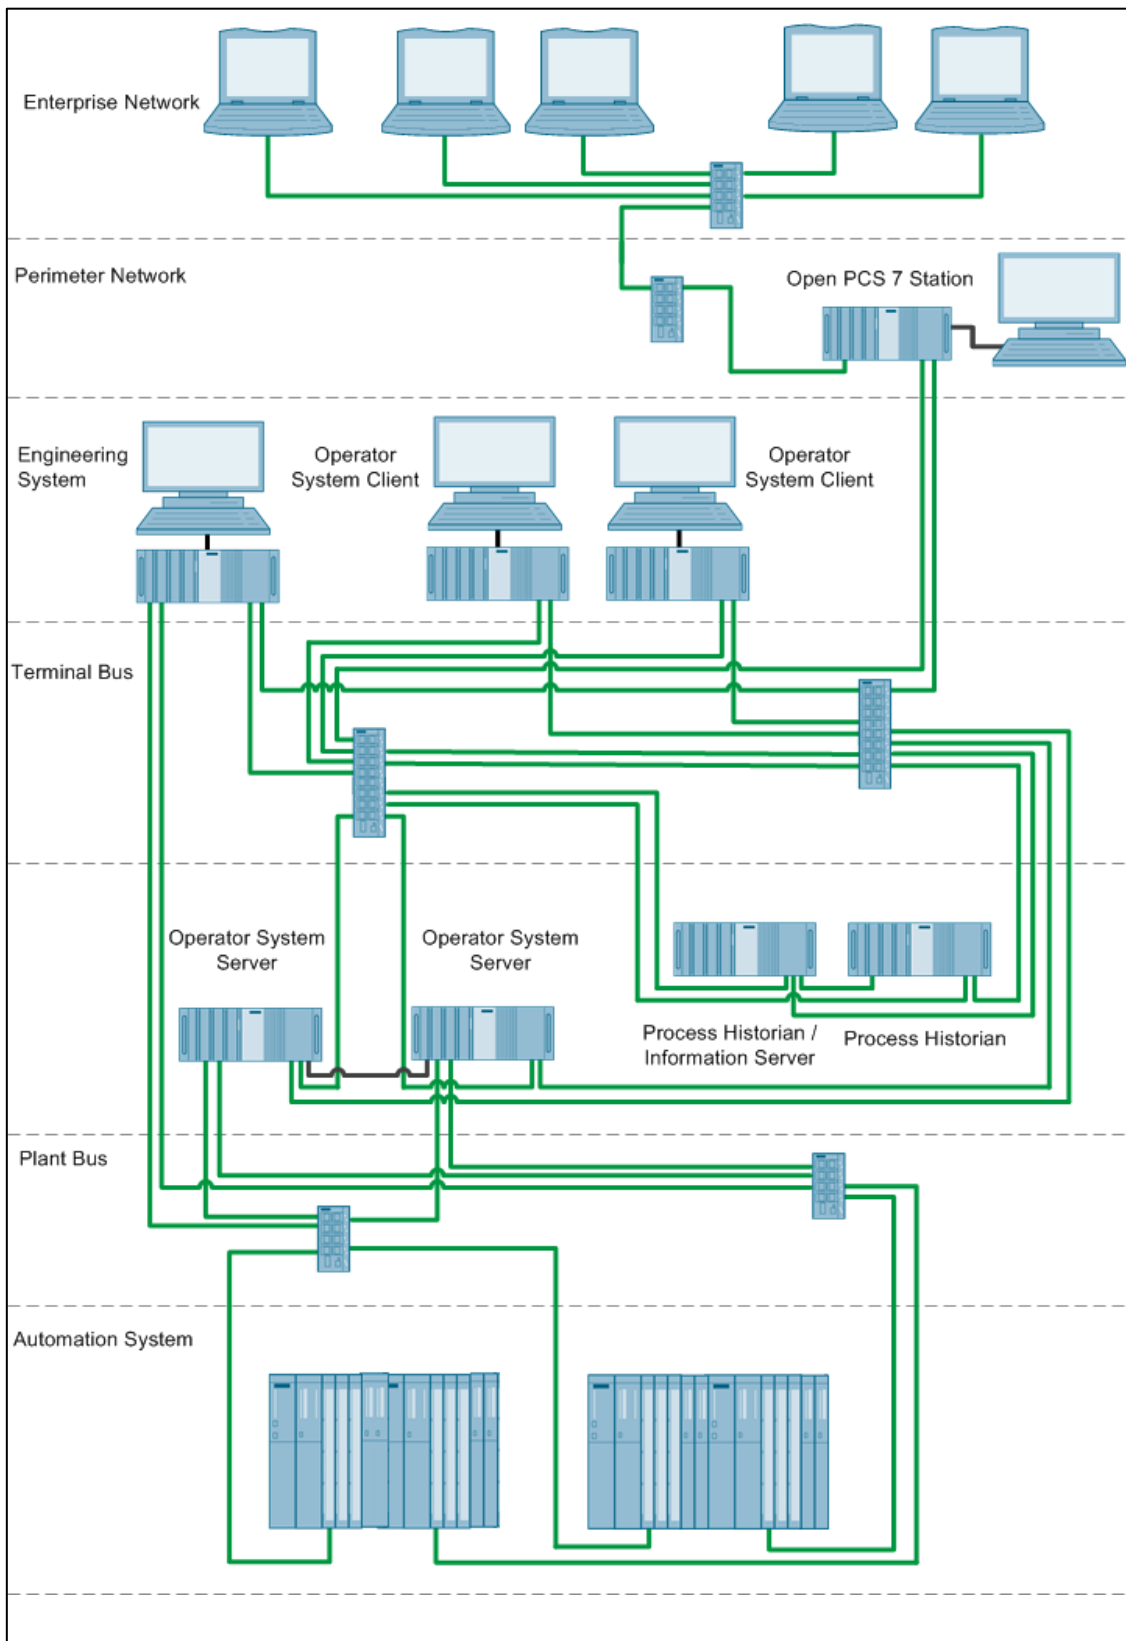 Enterprise Network
Perimeter Network
Open PCS 7 Station
Engineering
System
Operator
System Client
Operator
System Client
Terminal Bus
Operator System
Server
Operator System
Server
Process Historian /
Information Server
Process Historian
Plant Bus
Automation System